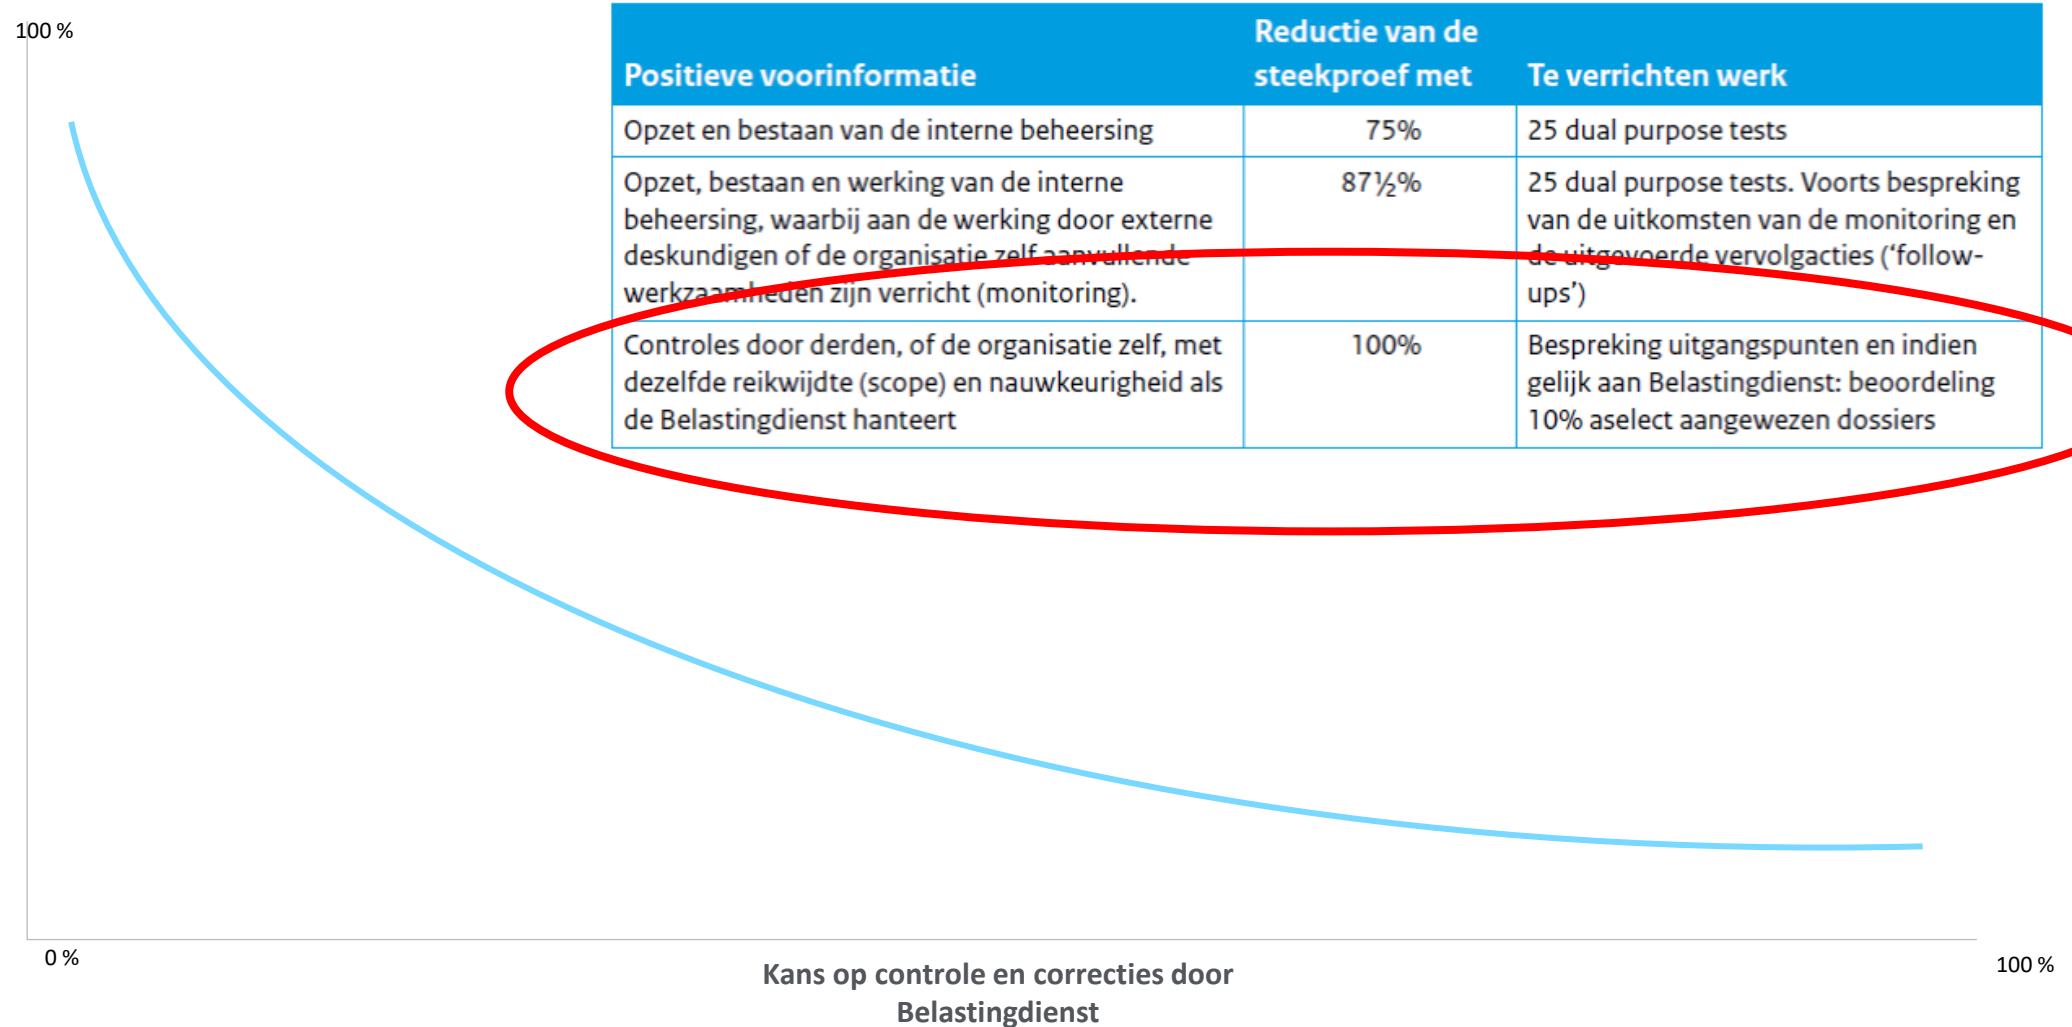 100 %
Reductie van de
Positieve voorinformatie steekproef met Te verrichten werk
Opzet en bestaan van de interne beheersing 75% 25 dual purpose tests
Opzet, bestaan en werking van de interne 87½% 25 dual purpose tests. Voorts bespreking
beheersing, waarbij aan de werking door externe van de uitkomsten van de monitoring en
deskundigen of de organisatie zelf aanvullende de uitgevoerde vervolgacties (‘follow-
werkzaamheden zijn verricht (monitoring). ups’)
Controles door derden, of de organisatie zelf, met 100% Bespreking uitgangspunten en indien
dezelfde reikwijdte (scope) en nauwkeurigheid als gelijk aan Belastingdienst: beoordeling
de Belastingdienst hanteert 10% aselect aangewezen dossiers
0 %
Kans op controle en correcties door
Belastingdienst
100 %